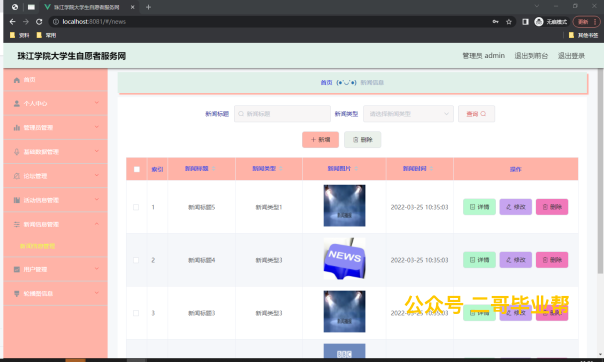 珠江学院大学生自愿者服务网
localhost:8081/#/news
无痕模式
更新
资料
常用
其他书签
珠江学院大学生自愿者服务网
管理员 admin
退出到前台
退出登录
首页
首页 (●'◡'●) 新闻信息
个人中心
管理员管理
基础数据管理
论坛管理
活动信息管理
新闻信息管理
用户管理
轮播图信息
新闻标题
新闻标题
新闻类型
请选择新闻类型
查询
新增
删除
索引
新闻标题
新闻类型
新闻图片
新闻时间
操作
1
新闻标题5
新闻类型1
2022-03-25 10:35:03
详情
修改
删除
2
新闻标题4
新闻类型3
NEWS
2022-03-25 10:35:03
详情
修改
删除
3
新闻标题3
新闻类型3
2022-03-25 10:35:03
详情
修改
公众号 二哥毕业帮
BBC